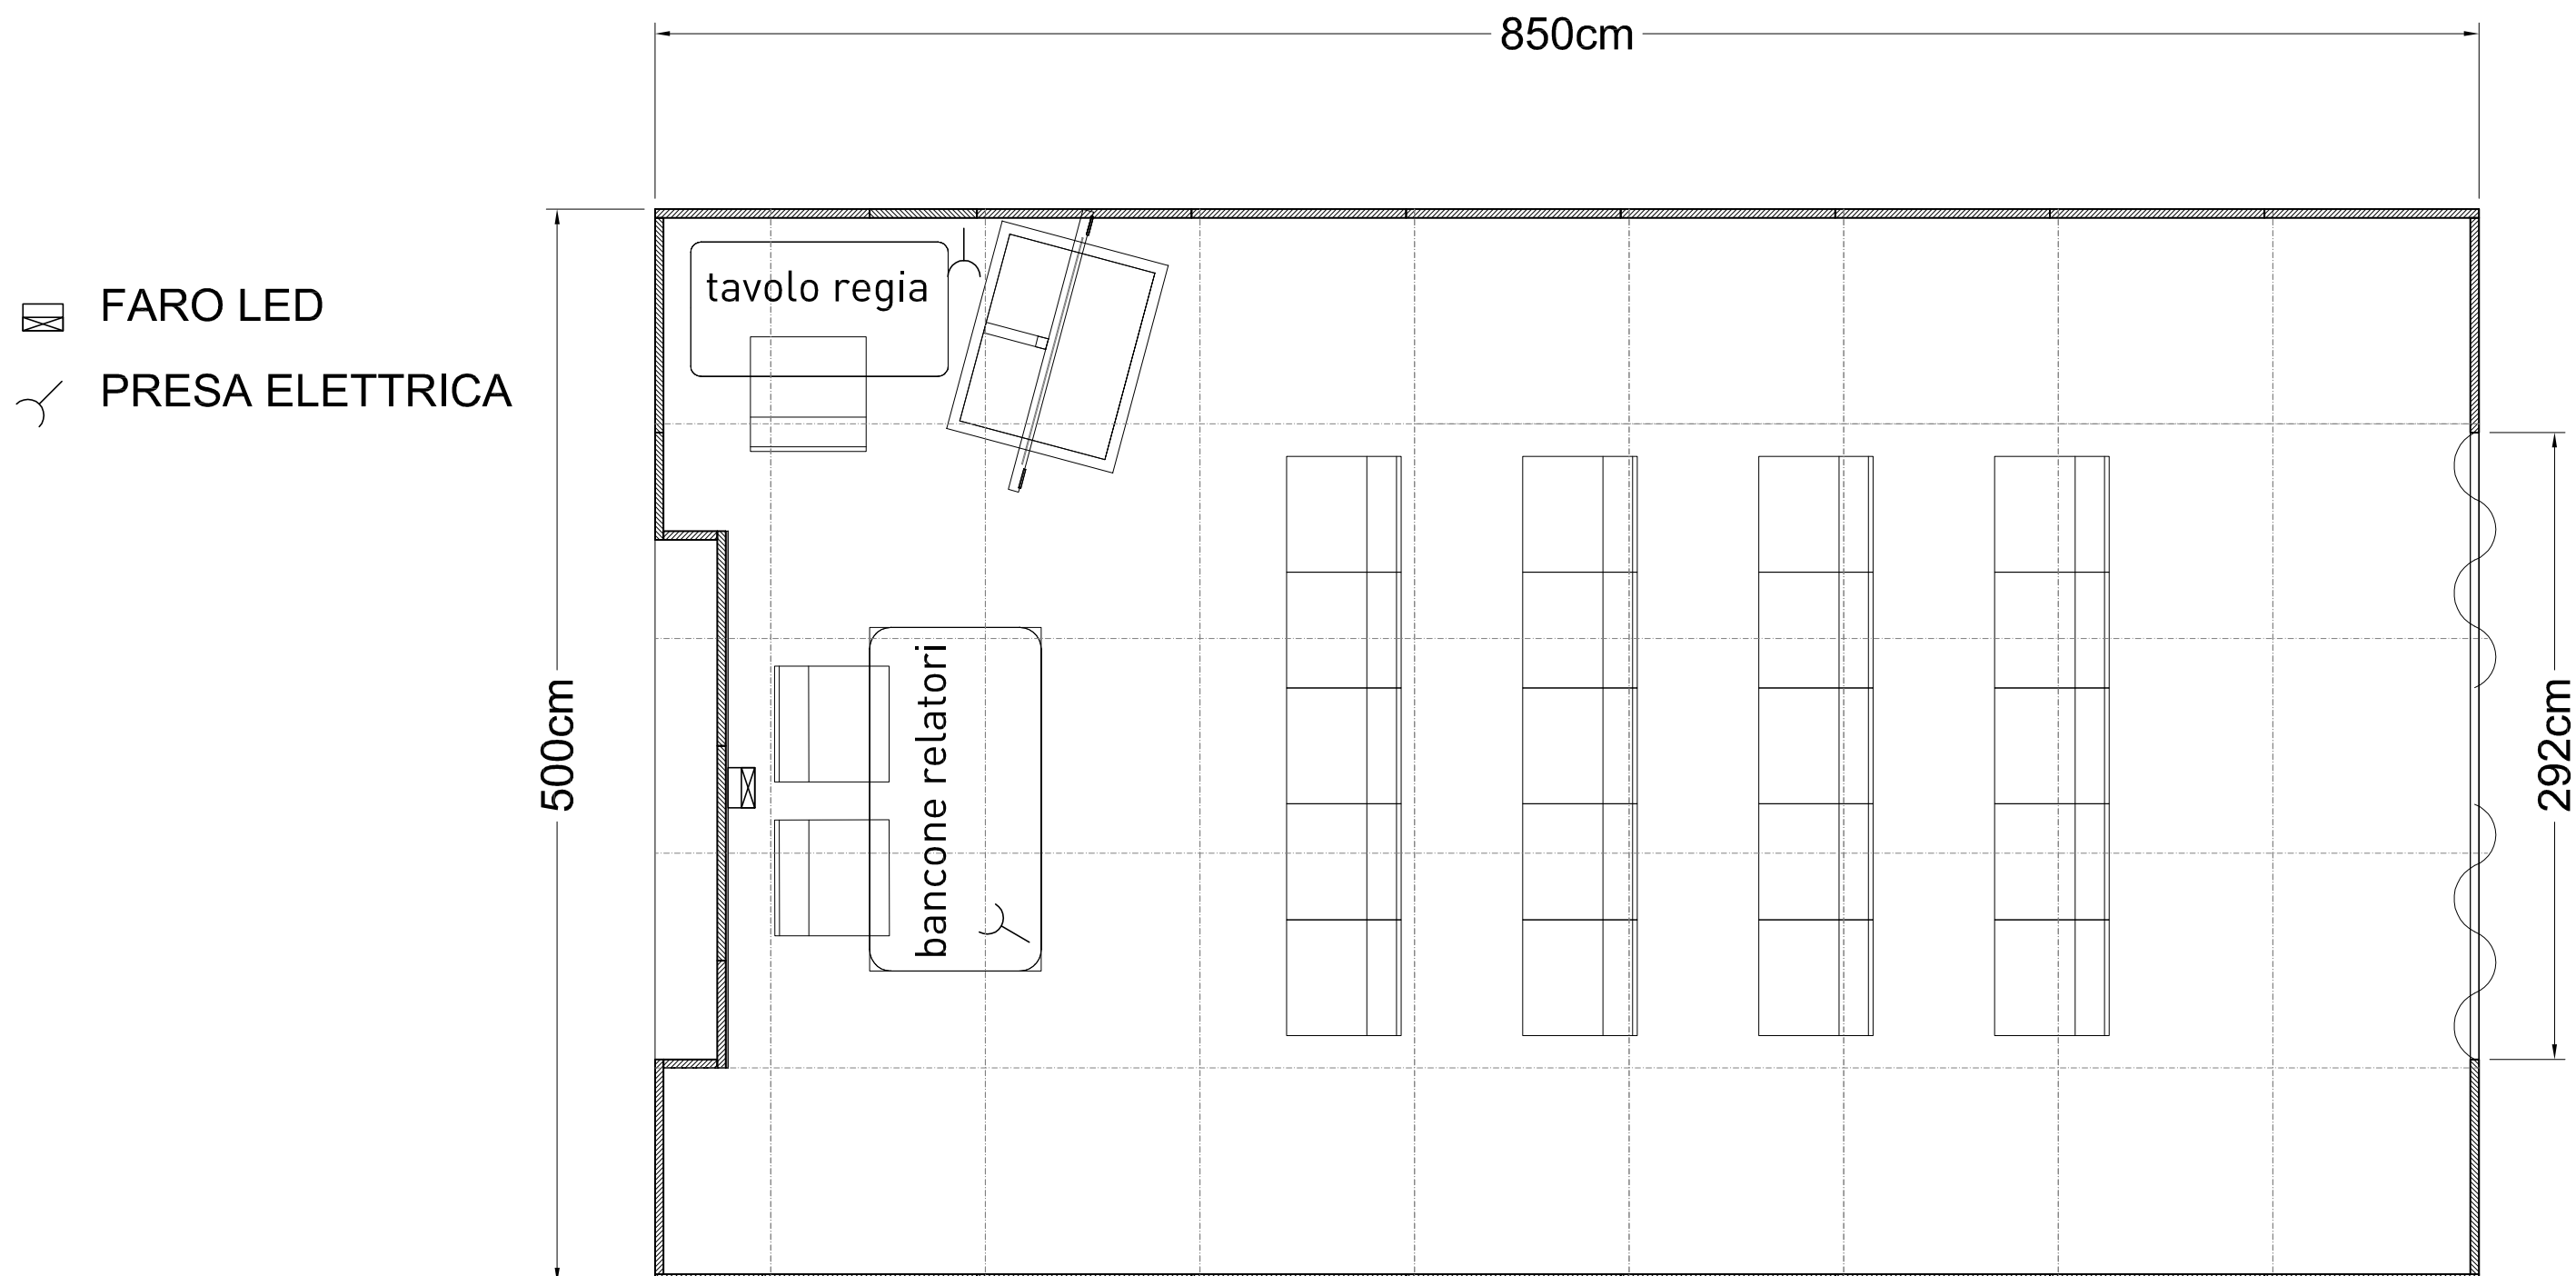 850cm
FARO LED
PRESA ELETTRICA
tavolo regia
500cm
bancone relatori
292cm